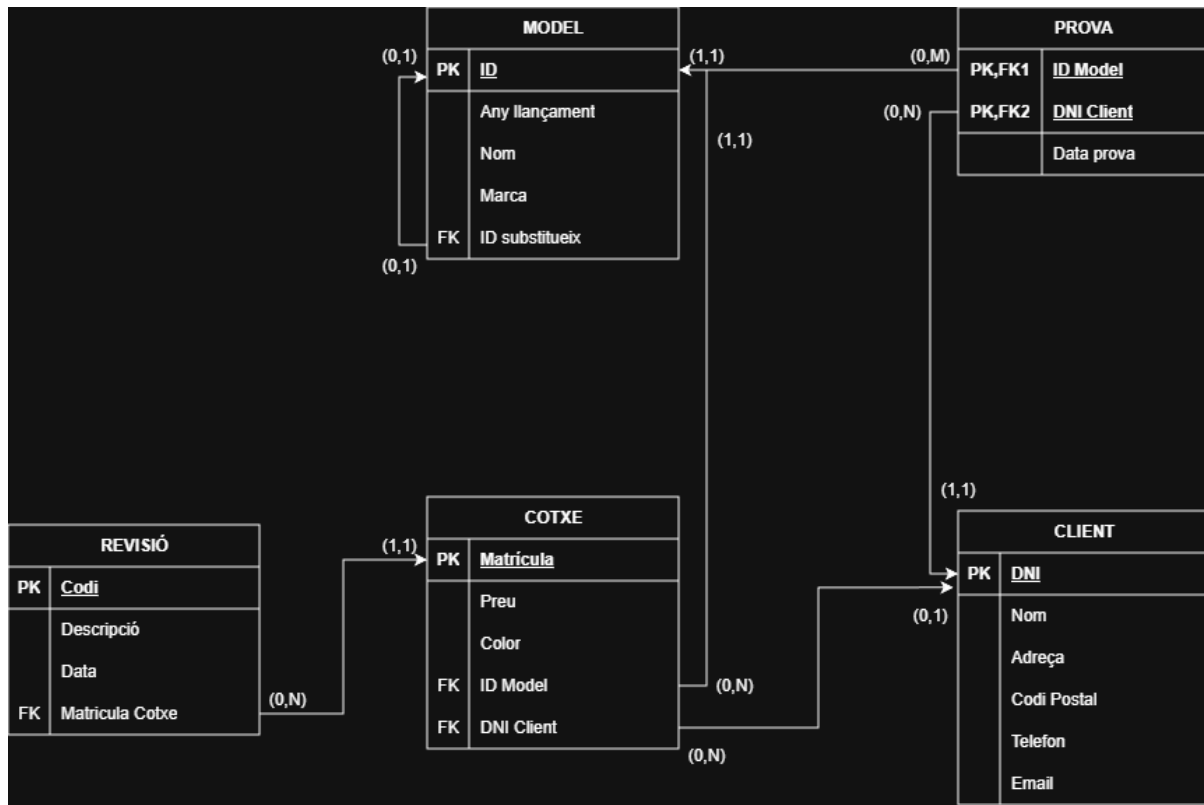 MODEL
(0,1)
PK ID
(1,1)
Any llançament
Nom
Marca
FK ID substitueix
(0,1)
(1,1)
PROVA
(0,M)
PK,FK1 ID Model
(0,N)
PK,FK2 DNI Client
Data prova
REVISIÓ
PK Codi
Descripció
Data
FK Matricula Cotxe
(0,N)
COTXE
(1,1)
PK Matrícula
Preu
Color
FK ID Model
(0,N)
FK DNI Client
(0,N)
(1,1)
CLIENT
PK DNI
(0,1)
Nom
Adreça
Codi Postal
Telefon
Email